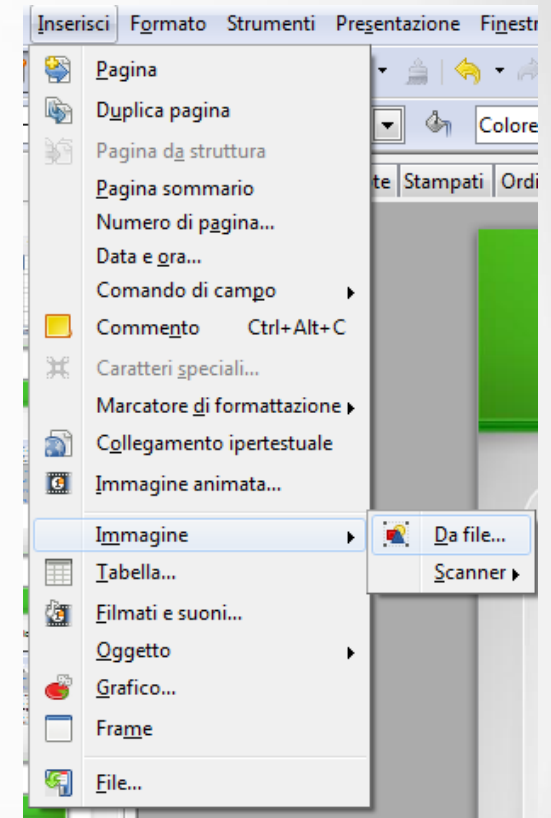 Inserisci Formato Strumenti Presentazione Finestr
Pagina
Duplica pagina
Pagina da struttura
Pagina sommario
Numero di pagina...
Data e ora...
Comando di campo
Commento Ctrl+Alt+C
Caratteri speciali...
Marcatore di formattazione
Collegamento ipertestuale
Immagine animata...
Immagine
Tabella...
Filmati e suoni...
Oggetto
Grafico...
Frame
File...
Da file...
Scanner
Colore
te Stampati Ordi